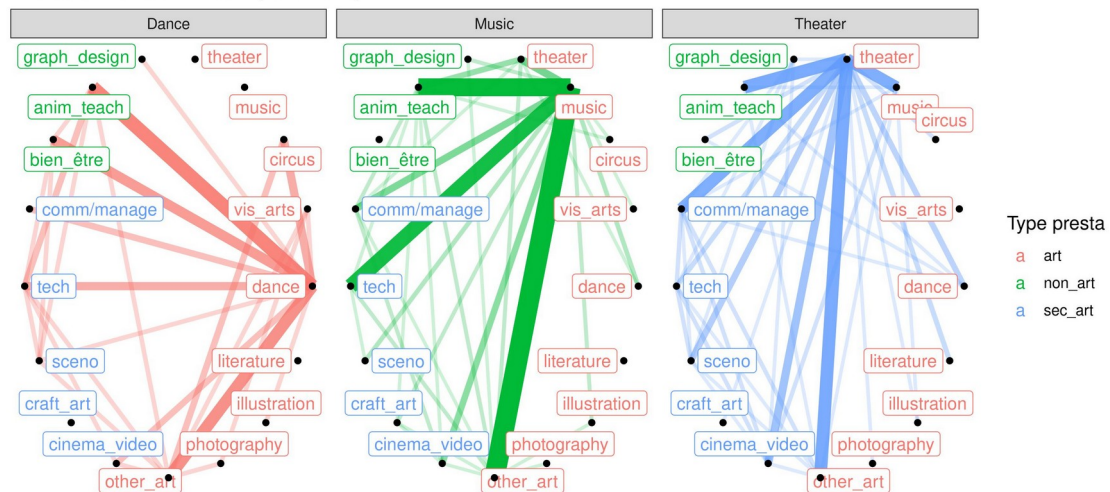 Dance
Music
Theater
graph_design
theater
anim_teach
music
bien_être
circus
comm/manage
vis_arts
tech
dance
sceno
literature
craft_art
illustration
cinema_video
photography
other_art
graph_design
theater
anim_teach
music
bien_être
circus
comm/manage
vis_arts
tech
dance
sceno
literature
craft_art
illustration
cinema_video
photography
other_art
graph_design
theater
anim_teach
music
circus
bien_être
comm/manage
vis_arts
tech
dance
sceno
literature
craft_art
illustration
cinema_video
photography
other_art
Type presta
a art
a non_art
a sec_art